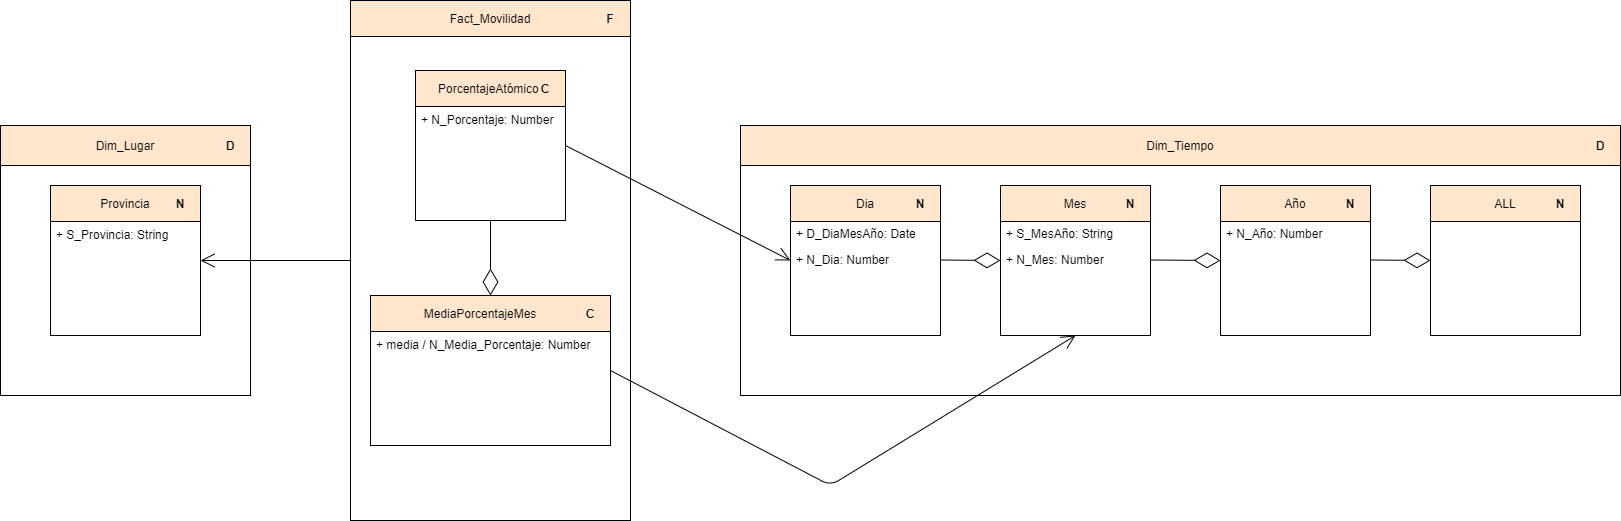 Fact_Movilidad F
PorcentajeAtómico C
+ N_Porcentaje: Number
MediaPorcentajeMes C
+ media / N_Media_Porcentaje: Number
Dim_Lugar D
Provincia N
+ S_Provincia: String
Dim_Tiempo D
Dia N
+ D_DiaMesAño: Date
+ N_Dia: Number
Mes N
+ S_MesAño: String
+ N_Mes: Number
Año N
+ N_Año: Number
ALL N